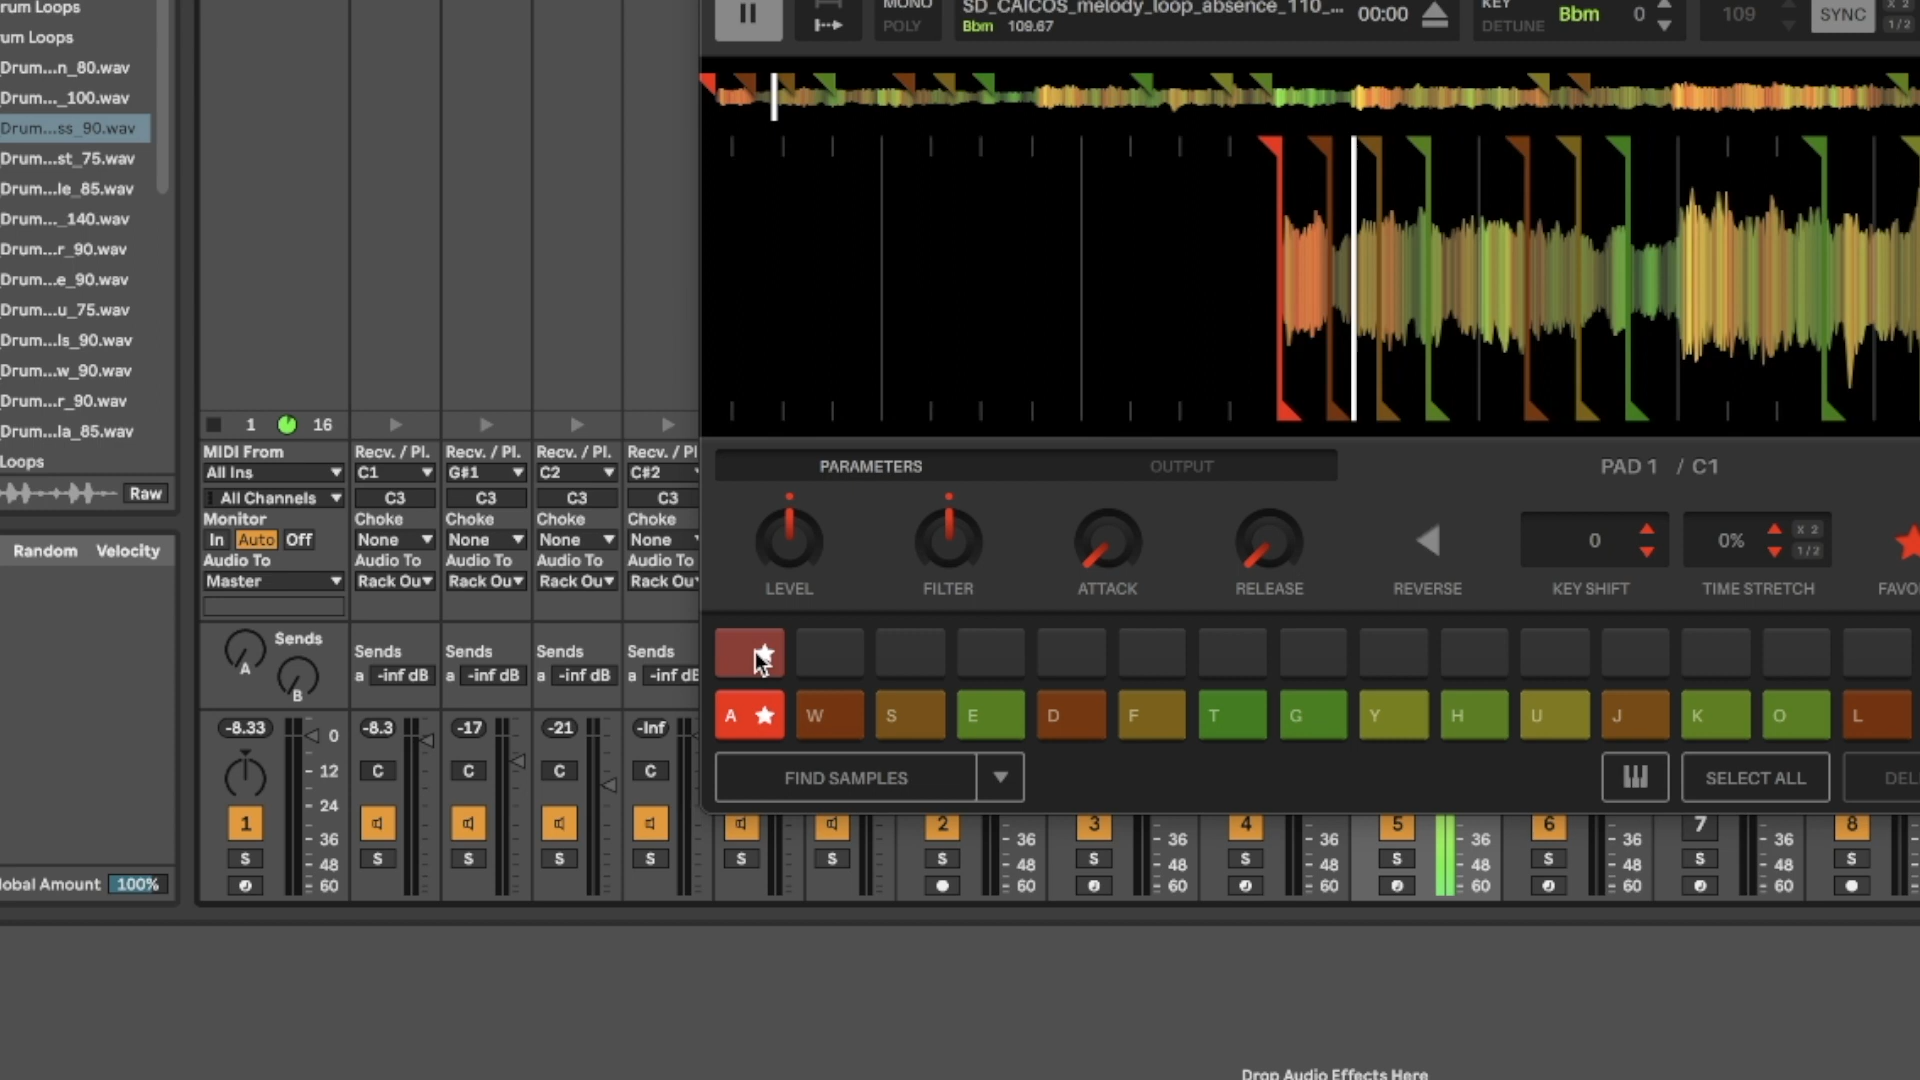 rum Loops
um Loops
Drum...n_80.wav
Drum..._100.wav
Drum...ss_90.wav
Drum...st_75.wav
Drum...le_85.wav
Drum..._140.wav
Drum...r_90.wav
Drum...e_90.wav
Drum...u_75.wav
Drum...ls_90.wav
Drum...w_90.wav
Drum...r_90.wav
Drum...la_85.wav
Loops
Raw
Random Velocity
lobal Amount 100%
1 16
MIDI From
All Ins
All Channels
Monitor
In Auto Off
Audio To
Master
Sends
A
B
-8.33
0
12
24
36
48
60
1
S
Recv. / Pl.
C1
C3
Choke
None
Audio To
Rack Ou
Sends
a -inf dB
-8.3
C
S
Recv. / Pl.
G#1
C3
Choke
None
Audio To
Rack Ou
Sends
a -inf dB
-17
C
S
Recv. / Pl.
C2
C3
Choke
None
Audio To
Rack Ou
Sends
a -inf dB
-21
C
S
Recv. / Pl
C#2
C3
Choke
None
Audio To
Rack Ou
Sends
a -inf dB
-Inf
C
S
MONO
POLY
SD_CAICOS_melody_loop_absence_110_...
Bbm 109.67
00:00
KEY Bbm 0
DETUNE
109
SYNC
X 2
1/2
PARAMETERS OUTPUT
PAD 1 / C1
0
0%
X 2
1/2
LEVEL FILTER ATTACK RELEASE REVERSE KEY SHIFT TIME STRETCH FAVO
A W S E D F T G Y H U J K O L
FIND SAMPLES
SELECT ALL
DEL
S S
2 36 3 36 4 36 5 36 6 36 7 36 8
S 48 S 48 S 48 S 48 S 48 S 48 S
60 60 60 60 60 60
Drop Audio Effects Here